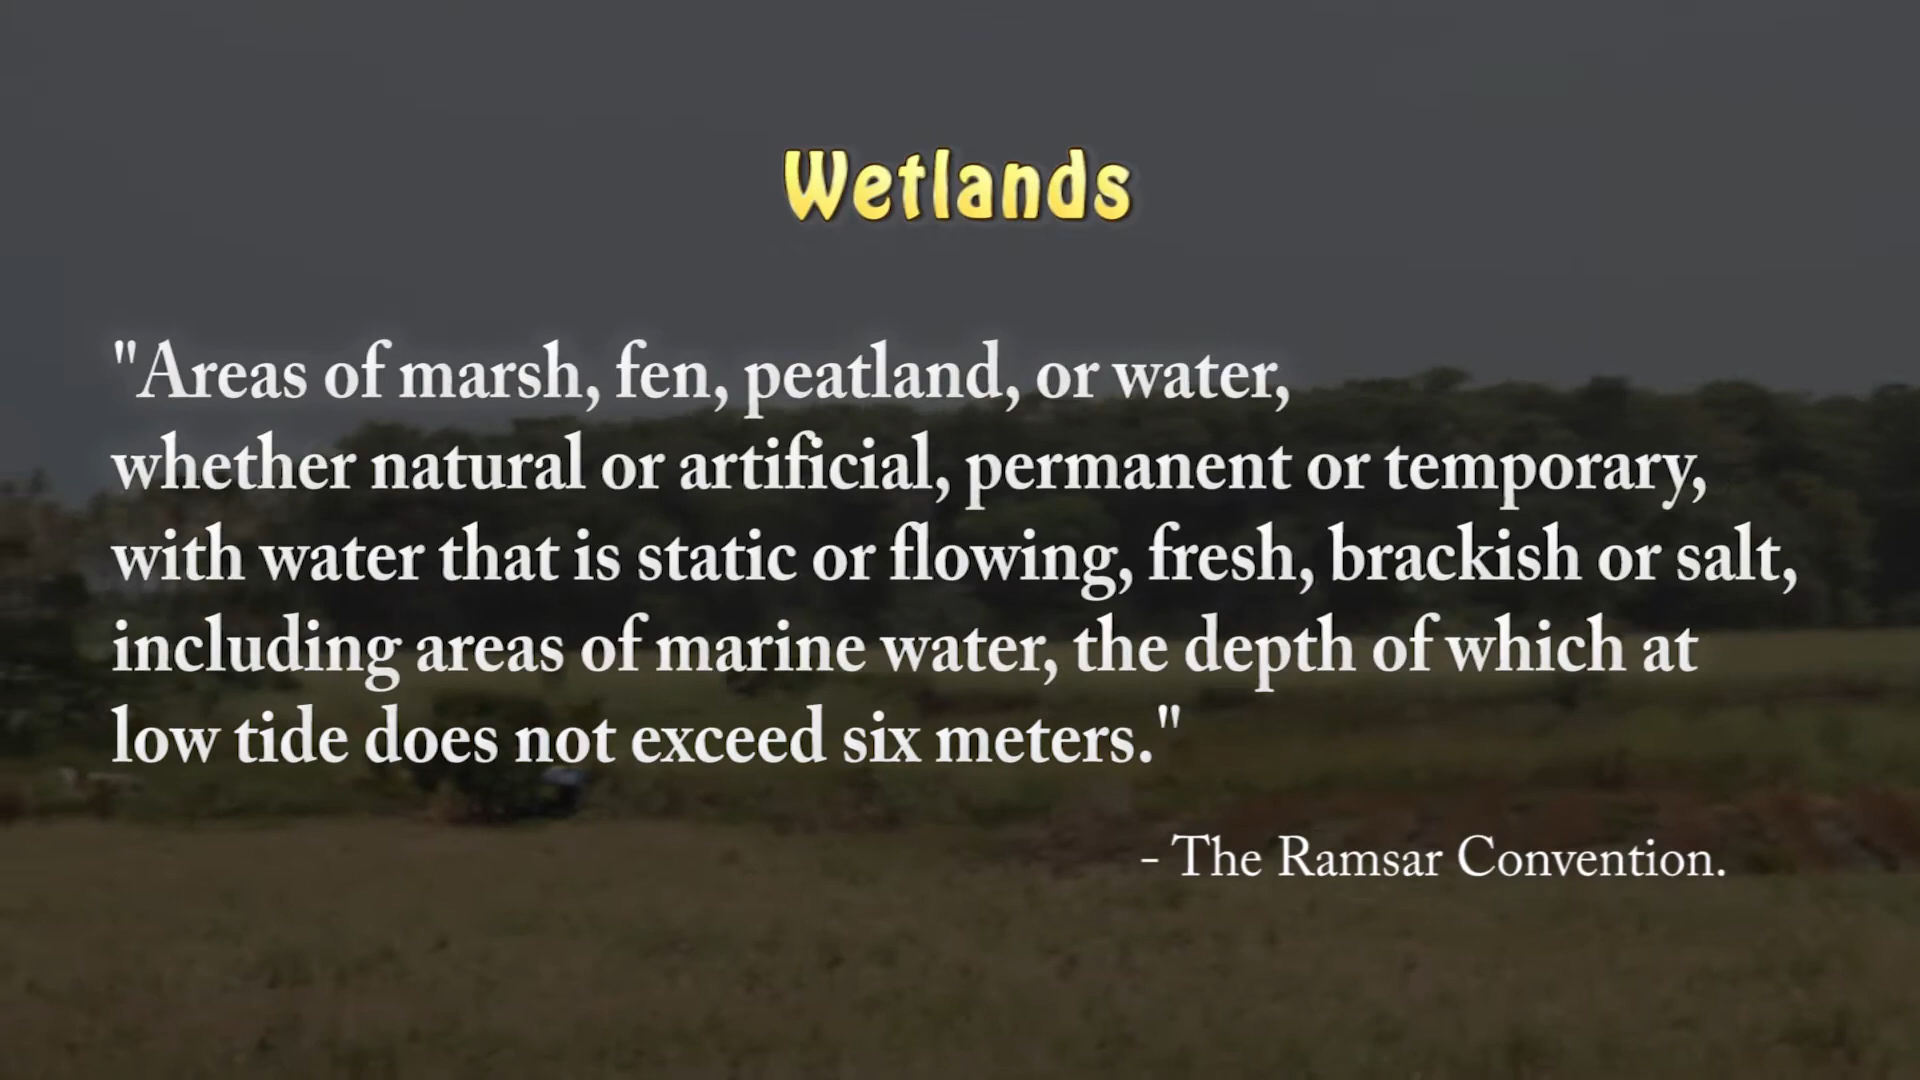 Wetlands
"Areas of marsh, fen, peatland, or water,
whether natural or artificial, permanent or temporary,
with water that is static or flowing, fresh, brackish or salt,
including areas of marine water, the depth of which at
low tide does not exceed six meters."
- The Ramsar Convention.